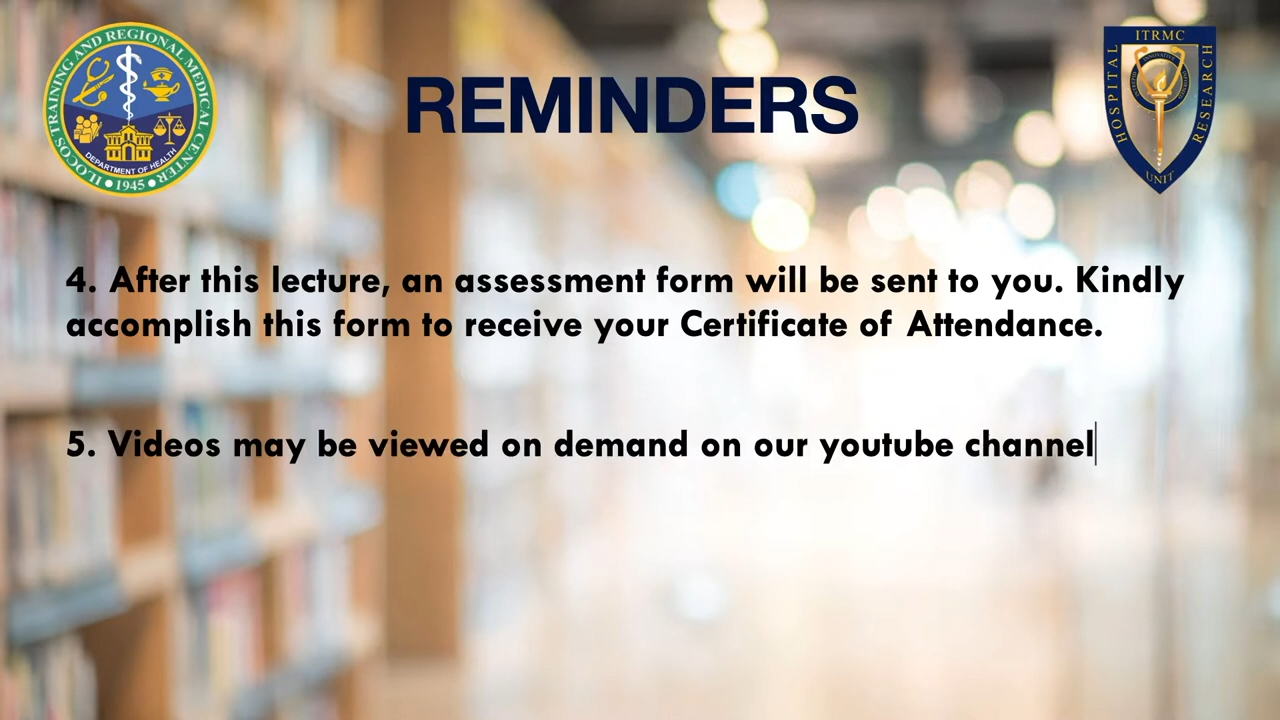 ILOCOS TRAINING AND REGIONAL MEDICAL CENTER
DEPARTMENT OF HEALTH
1945
REMINDERS
ITRMC
HOSPITAL
RESEARCH
UNIT
4. After this lecture, an assessment form will be sent to you. Kindly
accomplish this form to receive your Certificate of Attendance.
5. Videos may be viewed on demand on our youtube channel